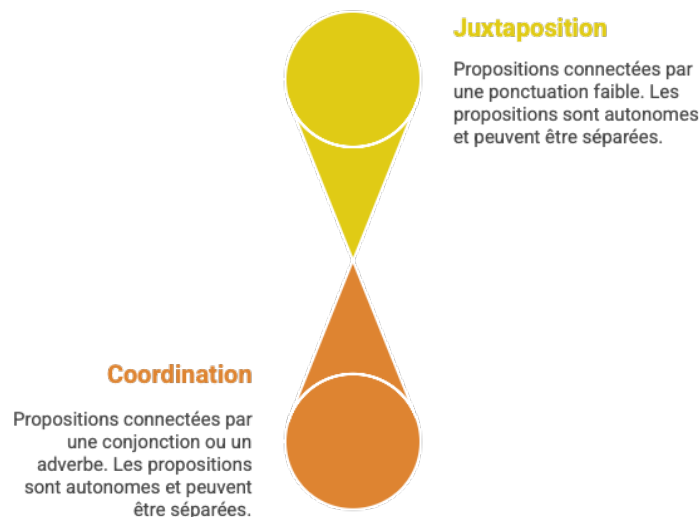 Juxtaposition
Propositions connectées par
une ponctuation faible. Les
propositions sont autonomes
et peuvent être séparées.
Coordination
Propositions connectées par
une conjonction ou un
adverbe. Les propositions
sont autonomes et peuvent
être séparées.